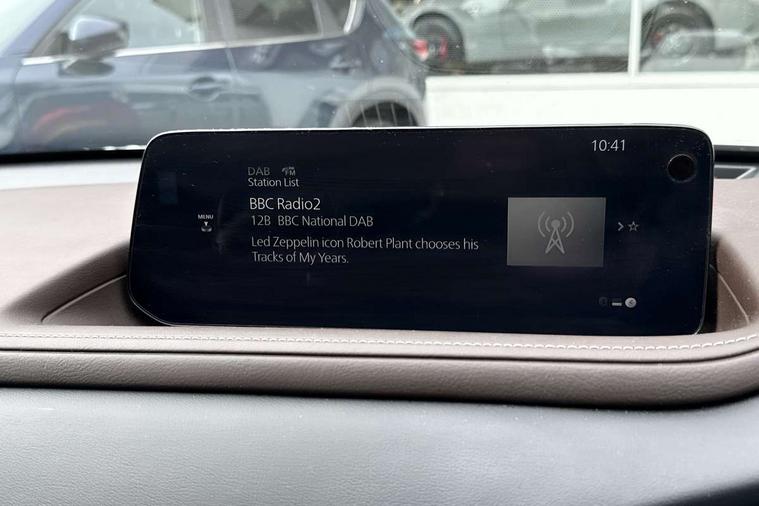 10:41
DAB FM
Station List
BBC Radio2
12B BBC National DAB
MENU
Led Zeppelin icon Robert Plant chooses his
Tracks of My Years.